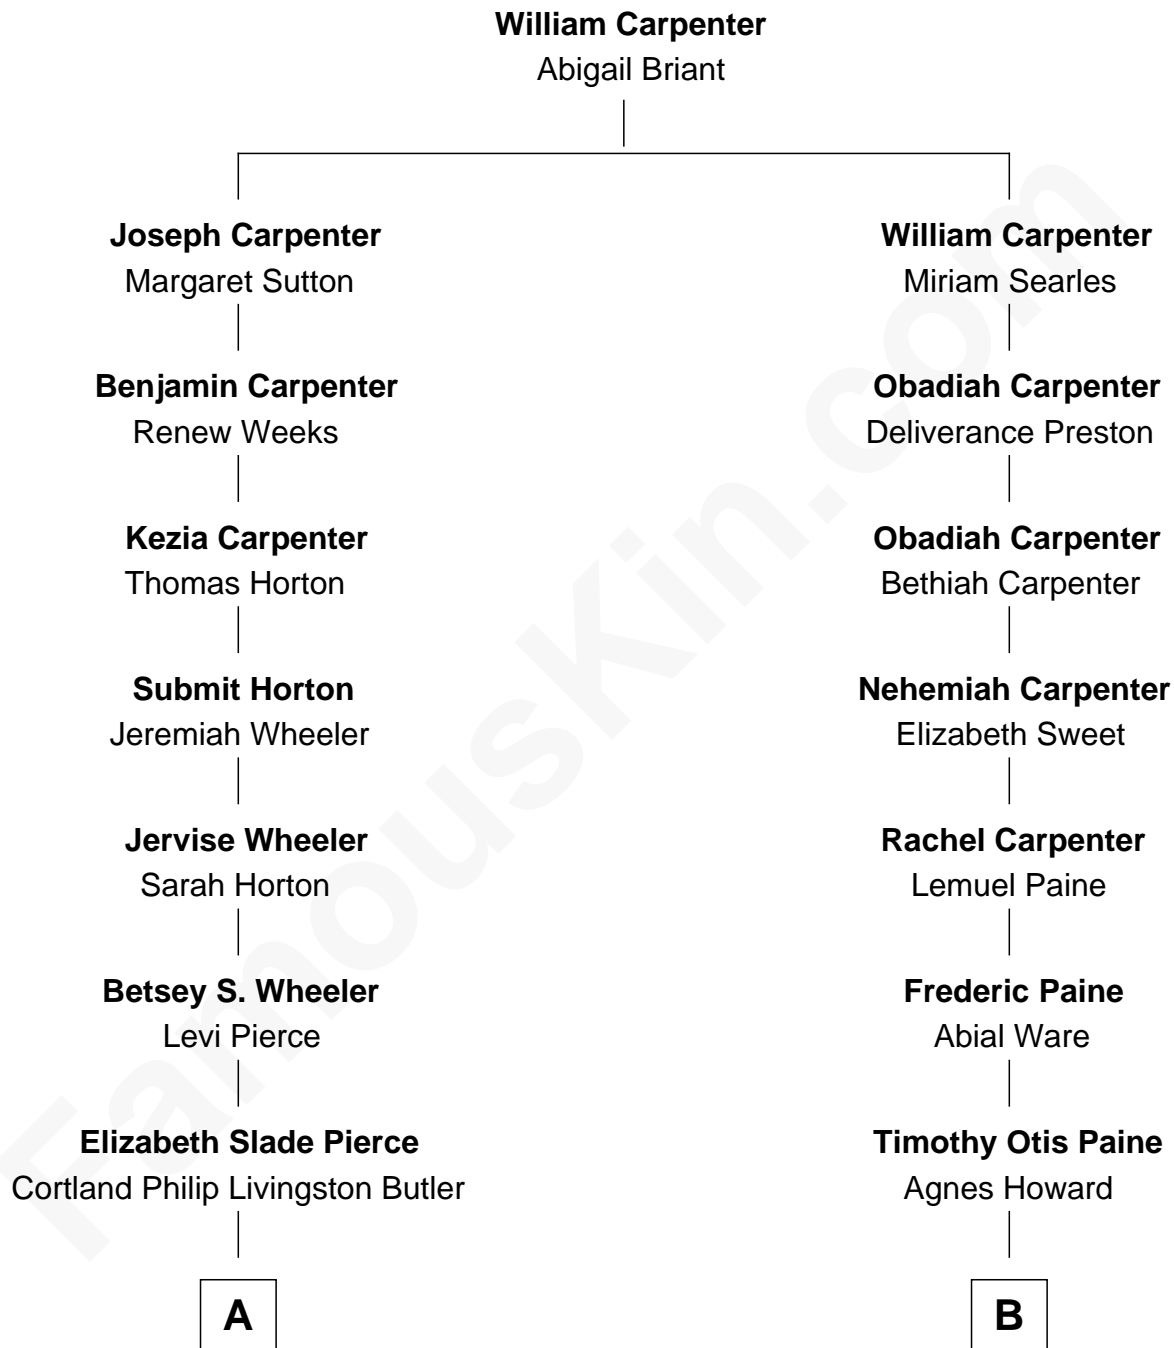 William Carpenter
Abigail Briant
Joseph Carpenter
Margaret Sutton
William Carpenter
Miriam Searles
Benjamin Carpenter
Renew Weeks
Obadiah Carpenter
Deliverance Preston
Kezia Carpenter
Thomas Horton
Obadiah Carpenter
Bethiah Carpenter
Submit Horton
Jeremiah Wheeler
Nehemiah Carpenter
Elizabeth Sweet
Jervise Wheeler
Sarah Horton
Rachel Carpenter
Lemuel Paine
Betsey S. Wheeler
Levi Pierce
Frederic Paine
Abial Ware
Elizabeth Slade Pierce
Cortland Philip Livingston Butler
Timothy Otis Paine
Agnes Howard
A
B
FamousKin.com